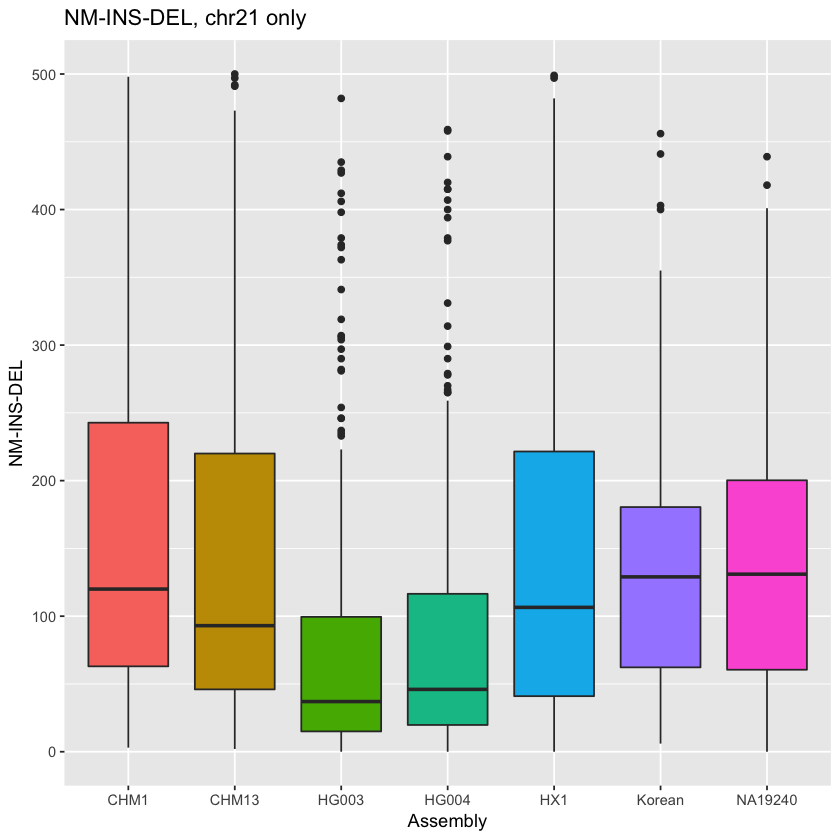 NM-INS-DEL, chr21 only
500
400
300
200
100
0
NM-INS-DEL
CHM1 CHM13 HG003 HG004 HX1 Korean NA19240
Assembly